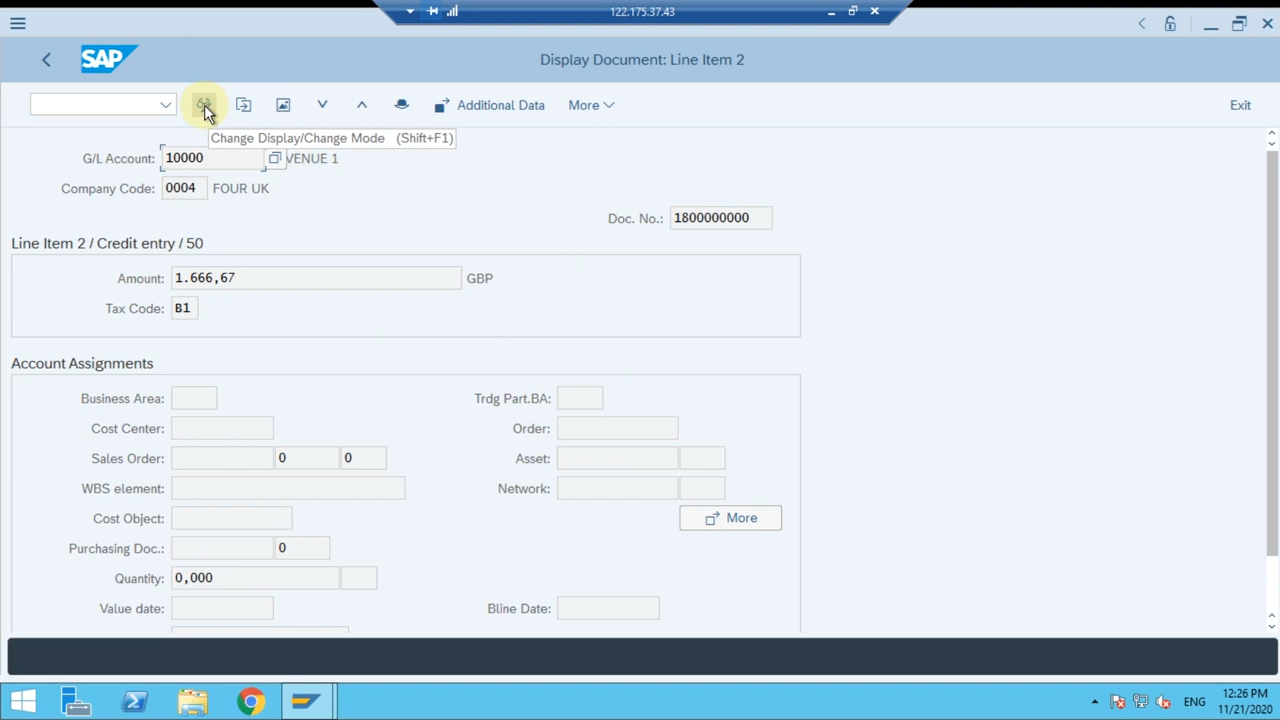 122.175.37.43
SAP
Display Document: Line Item 2
Additional Data
More
Exit
Change Display/Change Mode (Shift+F1)
G/L Account: 10000 VENUE 1
Company Code: 0004 FOUR UK
Doc. No.: 1800000000
Line Item 2 / Credit entry / 50
Amount: 1.666,67 GBP
Tax Code: B1
Account Assignments
Business Area: Trdg Part.BA:
Cost Center: Order:
Sales Order: 0 0 Asset:
WBS element: Network:
Cost Object: More
Purchasing Doc.: 0
Quantity: 0,000
Value date: Bline Date:
ENG
12:26 PM
11/21/2020